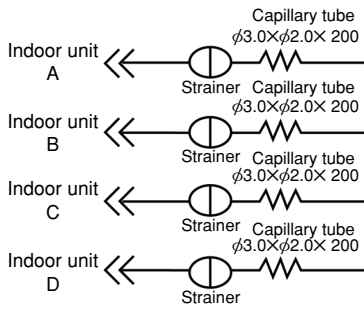 Capillary tube
ϕ3.0×ϕ2.0× 200
Indoor unit
A
Strainer
Capillary tube
ϕ3.0×ϕ2.0× 200
Indoor unit
B
Strainer
Capillary tube
ϕ3.0×ϕ2.0× 200
Indoor unit
C
Strainer
Capillary tube
ϕ3.0×ϕ2.0× 200
Indoor unit
D
Strainer